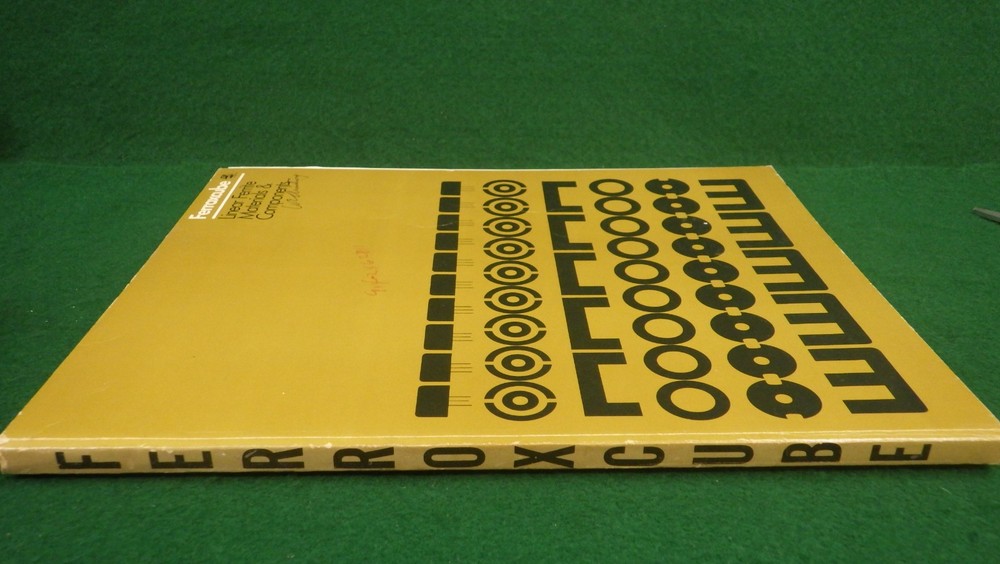 Ferroxcube
Linear Ferrite
Materials &
Components
FERROXCUBE